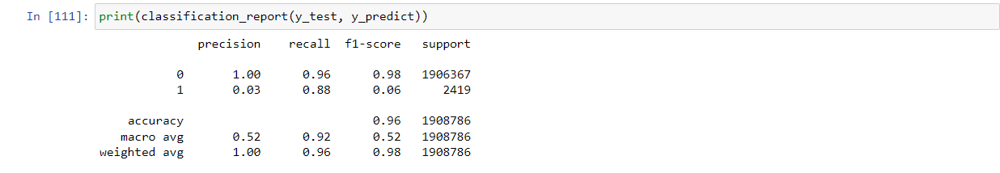 In [111]: print(classification_report(y_test, y_predict))
precision recall f1-score support
0 1.00 0.96 0.98 1906367
1 0.03 0.88 0.06 2419
accuracy 0.96 1908786
macro avg 0.52 0.92 0.52 1908786
weighted avg 1.00 0.96 0.98 1908786